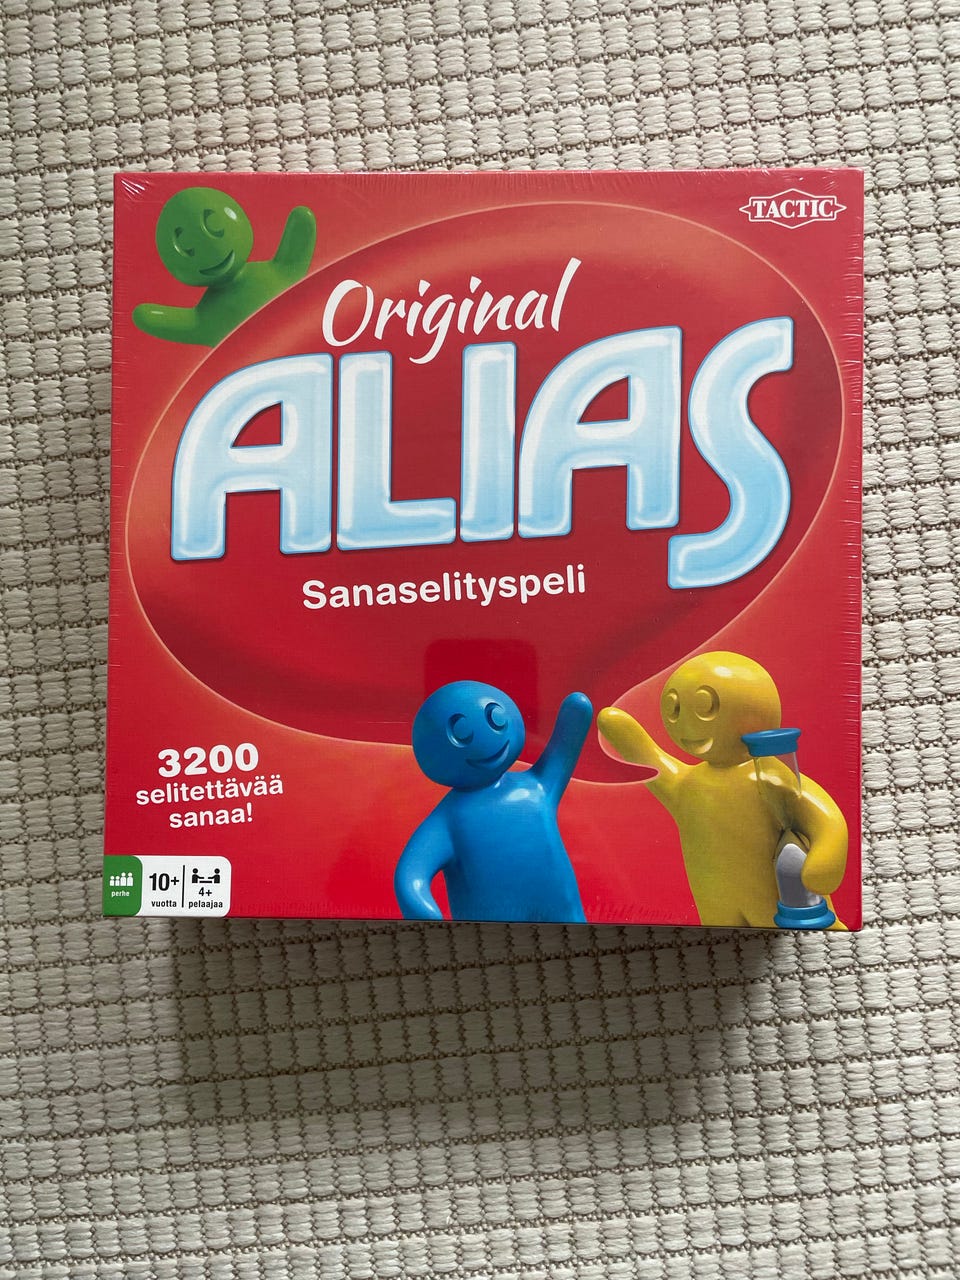 TACTIC
Original
ALIAS
Sanaselityspeli
3200
selitettävää
sanaa!
perhe
10+
vuotta
4+
pelaajaa